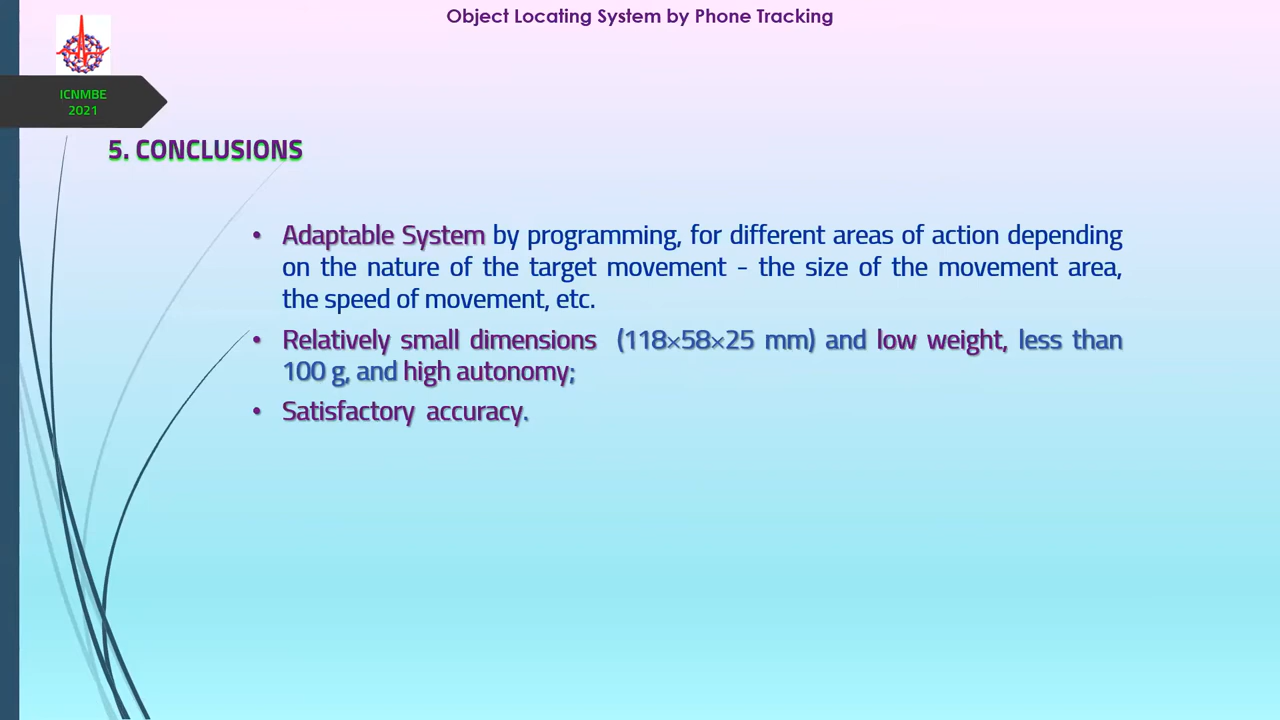 Object Locating System by Phone Tracking
ICNMBE
2021
5. CONCLUSIONS
• Adaptable System by programming, for different areas of action depending
on the nature of the target movement - the size of the movement area,
the speed of movement, etc.
• Relatively small dimensions (118×58×25 mm) and low weight, less than
100 g, and high autonomy;
• Satisfactory accuracy.